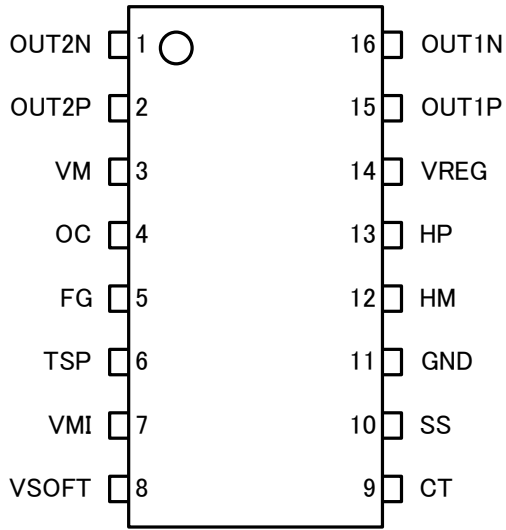 OUT2N 1 16 OUT1N
OUT2P 2 15 OUT1P
VM 3 14 VREG
OC 4 13 HP
FG 5 12 HM
TSP 6 11 GND
VMI 7 10 SS
VSOFT 8 9 CT